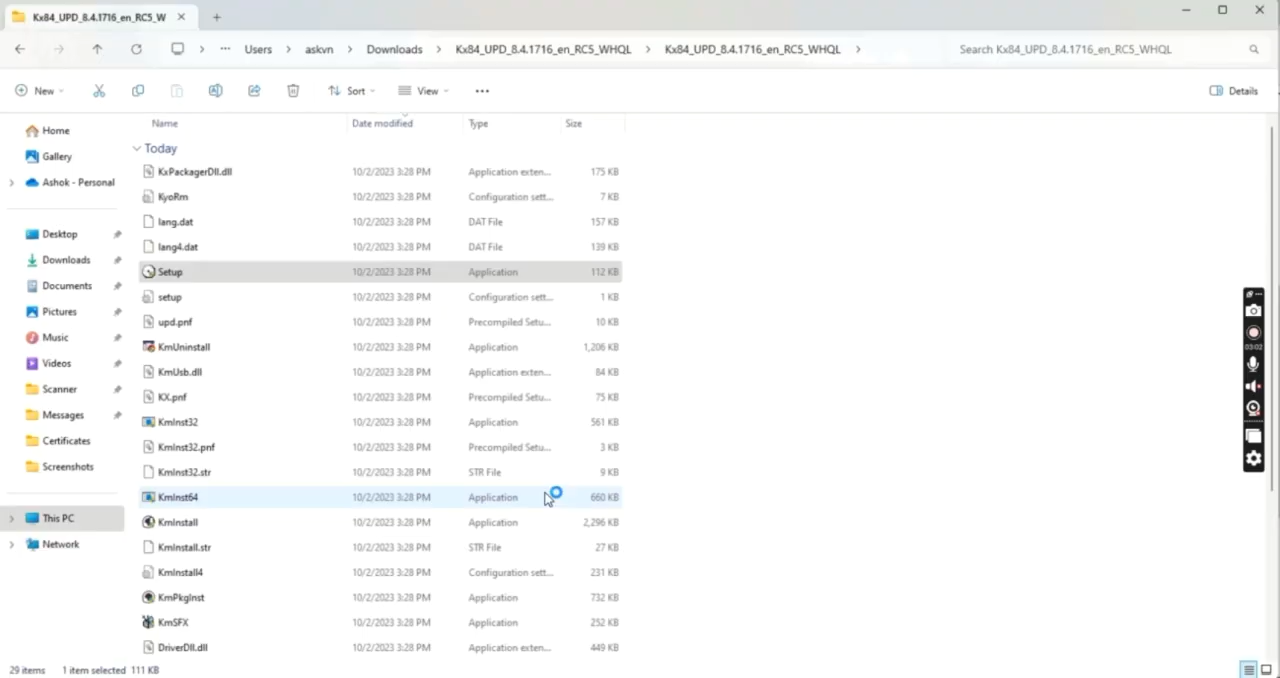 Kx84_UPD_8.4.1716_en_RC5_W
Users > askvn > Downloads > Kx84_UPD_8.4.1716_en_RC5_WHQL > Kx84_UPD_8.4.1716_en_RC5_WHQL >
Search Kx84_UPD_8.4.1716_en_RC5_WHQL
New
Sort
View
Details
Home
Gallery
Ashok - Personal
Desktop
Downloads
Documents
Pictures
Music
Videos
Scanner
Messages
Certificates
Screenshots
This PC
Network
Name Date modified Type Size
Today
KxPackagerDll.dll 10/2/2023 3:28 PM Application exten... 175 KB
KyoRm 10/2/2023 3:28 PM Configuration sett... 7 KB
lang.dat 10/2/2023 3:28 PM DAT File 157 KB
lang4.dat 10/2/2023 3:28 PM DAT File 139 KB
Setup 10/2/2023 3:28 PM Application 112 KB
setup 10/2/2023 3:28 PM Configuration sett... 1 KB
upd.pnf 10/2/2023 3:28 PM Precompiled Setu... 10 KB
KmUninstall 10/2/2023 3:28 PM Application 1,206 KB
KmUsb.dll 10/2/2023 3:28 PM Application exten... 84 KB
KX.pnf 10/2/2023 3:28 PM Precompiled Setu... 75 KB
KmInst32 10/2/2023 3:28 PM Application 561 KB
KmInst32.pnf 10/2/2023 3:28 PM Precompiled Setu... 3 KB
KmInst32.str 10/2/2023 3:28 PM STR File 9 KB
KmInst64 10/2/2023 3:28 PM Application 660 KB
KmInstall 10/2/2023 3:28 PM Application 2,296 KB
KmInstall.str 10/2/2023 3:28 PM STR File 27 KB
KmInstall4 10/2/2023 3:28 PM Configuration sett... 231 KB
KmPkgInst 10/2/2023 3:28 PM Application 732 KB
KmSFX 10/2/2023 3:28 PM Application 252 KB
DriverDll.dll 10/2/2023 3:28 PM Application exten... 449 KB
03:02
29 items 1 item selected 111 KB